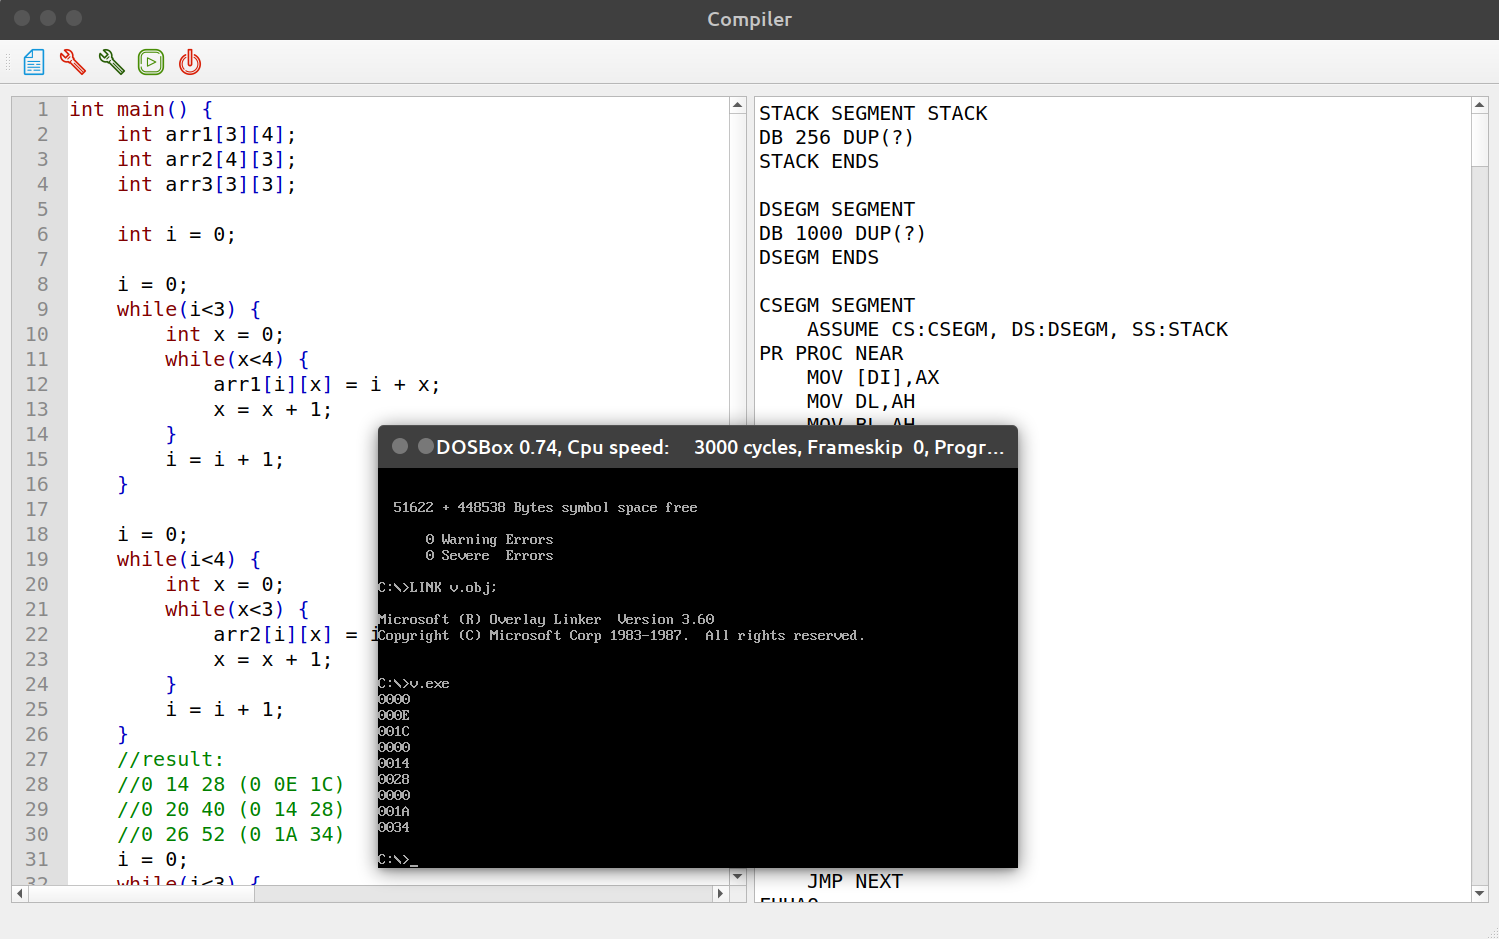 Compiler
1 int main() {
2 int arr1[3][4];
3 int arr2[4][3];
4 int arr3[3][3];
5
6 int i = 0;
7
8 i = 0;
9 while(i<3) {
10 int x = 0;
11 while(x<4) {
12 arr1[i][x] = i + x;
13 x = x + 1;
14 }
15 i = i + 1;
16 }
17
18 i = 0;
19 while(i<4) {
20 int x = 0;
21 while(x<3) {
22 arr2[i][x] = i
23 x = x + 1;
24 }
25 i = i + 1;
26 }
27 //result:
28 //0 14 28 (0 0E 1C)
29 //0 20 40 (0 14 28)
30 //0 26 52 (0 1A 34)
31 i = 0;
32 while(i<3) {
STACK SEGMENT STACK
DB 256 DUP(?)
STACK ENDS
DSEGM SEGMENT
DB 1000 DUP(?)
DSEGM ENDS
CSEGM SEGMENT
ASSUME CS:CSEGM, DS:DSEGM, SS:STACK
PR PROC NEAR
MOV [DI],AX
MOV DL,AH
MOV BL,AH
JMP NEXT
DOSBox 0.74, Cpu speed: 3000 cycles, Frameskip 0, Progr...
51622 + 448538 Bytes symbol space free
0 Warning Errors
0 Severe Errors
C:\>LINK v.obj;
Microsoft (R) Overlay Linker Version 3.60
Copyright (C) Microsoft Corp 1983-1987. All rights reserved.
C:\>v.exe
0000
000E
001C
0000
0014
0028
0000
001A
0034
C:\>_